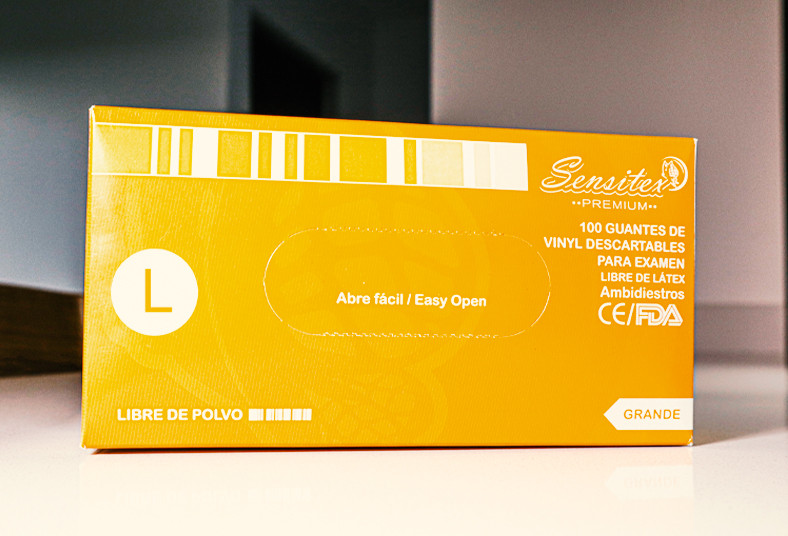 Sensitex
PREMIUM
100 GUANTES DE
VINYL DESCARTABLES
PARA EXAMEN
LIBRE DE LÁTEX
Ambidiestros
CE/FDA
L
Abre fácil / Easy Open
LIBRE DE POLVO
GRANDE